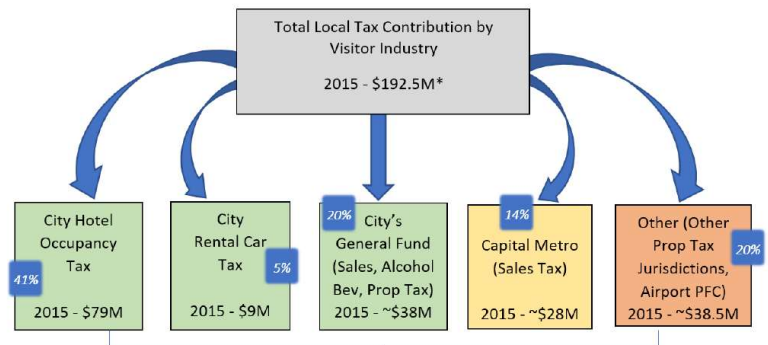 Total Local Tax Contribution by
Visitor Industry
2015 - $192.5M*
City Hotel
Occupancy
Tax
41%
2015 - $79M
City
Rental Car
Tax
5%
2015 - $9M
20%
City's
General Fund
(Sales, Alcohol
Bev, Prop Tax)
2015 - ~$38M
14%
Capital Metro
(Sales Tax)
2015 - ~$28M
Other (Other
Prop Tax
20%
Jurisdictions,
Airport PFC)
2015 - ~$38.5M